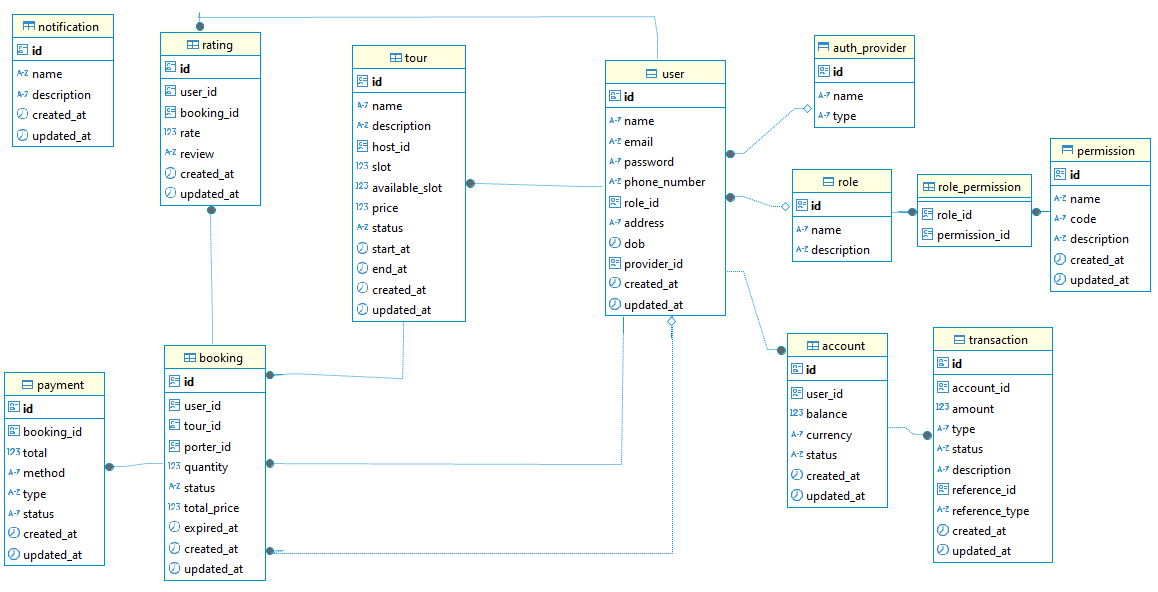 notification
id
name
description
created_at
updated_at
rating
id
user_id
booking_id
rate
review
created_at
updated_at
tour
id
name
description
host_id
slot
available_slot
price
status
start_at
end_at
created_at
updated_at
user
id
name
email
password
phone_number
role_id
address
dob
provider_id
created_at
updated_at
auth_provider
id
name
type
role
id
name
description
role_permission
role_id
permission_id
permission
id
name
code
description
created_at
updated_at
payment
id
booking_id
total
method
type
status
created_at
updated_at
booking
id
user_id
tour_id
porter_id
quantity
status
total_price
expired_at
created_at
updated_at
account
id
user_id
balance
currency
status
created_at
updated_at
transaction
id
account_id
amount
type
status
description
reference_id
reference_type
created_at
updated_at